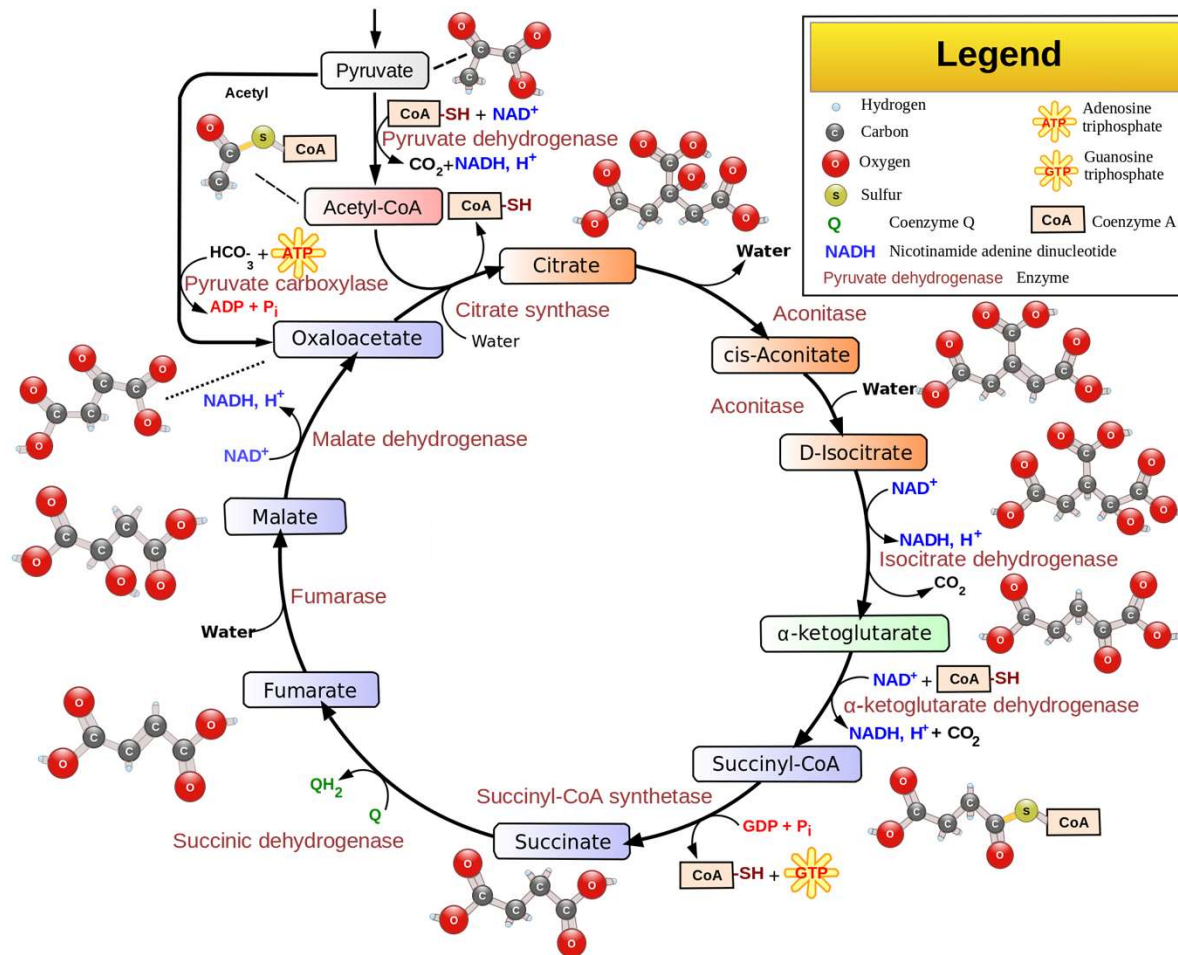 Pyruvate
Acetyl
CoA-SH + NAD⁺
Pyruvate dehydrogenase
CO₂+NADH, H⁺
Acetyl-CoA
CoA-SH
CoA
HCO₃⁻ + ATP
Pyruvate carboxylase
ADP + Pᵢ
Oxaloacetate
Citrate synthase
Water
Citrate
Water
Aconitase
cis-Aconitate
Water
Aconitase
D-Isocitrate
NAD⁺
NADH, H⁺
Isocitrate dehydrogenase
CO₂
α-ketoglutarate
NAD⁺ + CoA-SH
α-ketoglutarate dehydrogenase
NADH, H⁺ + CO₂
Succinyl-CoA
CoA
Succinyl-CoA synthetase
GDP + Pᵢ
CoA-SH + GTP
Succinate
Q
QH₂
Succinic dehydrogenase
Fumarate
Water
Fumarase
Malate
NAD⁺
NADH, H⁺
Malate dehydrogenase
Legend
Hydrogen
C Carbon
O Oxygen
S Sulfur
Q Coenzyme Q
ATP Adenosine
triphosphate
GTP Guanosine
triphosphate
CoA Coenzyme A
NADH Nicotinamide adenine dinucleotide
Pyruvate dehydrogenase Enzyme